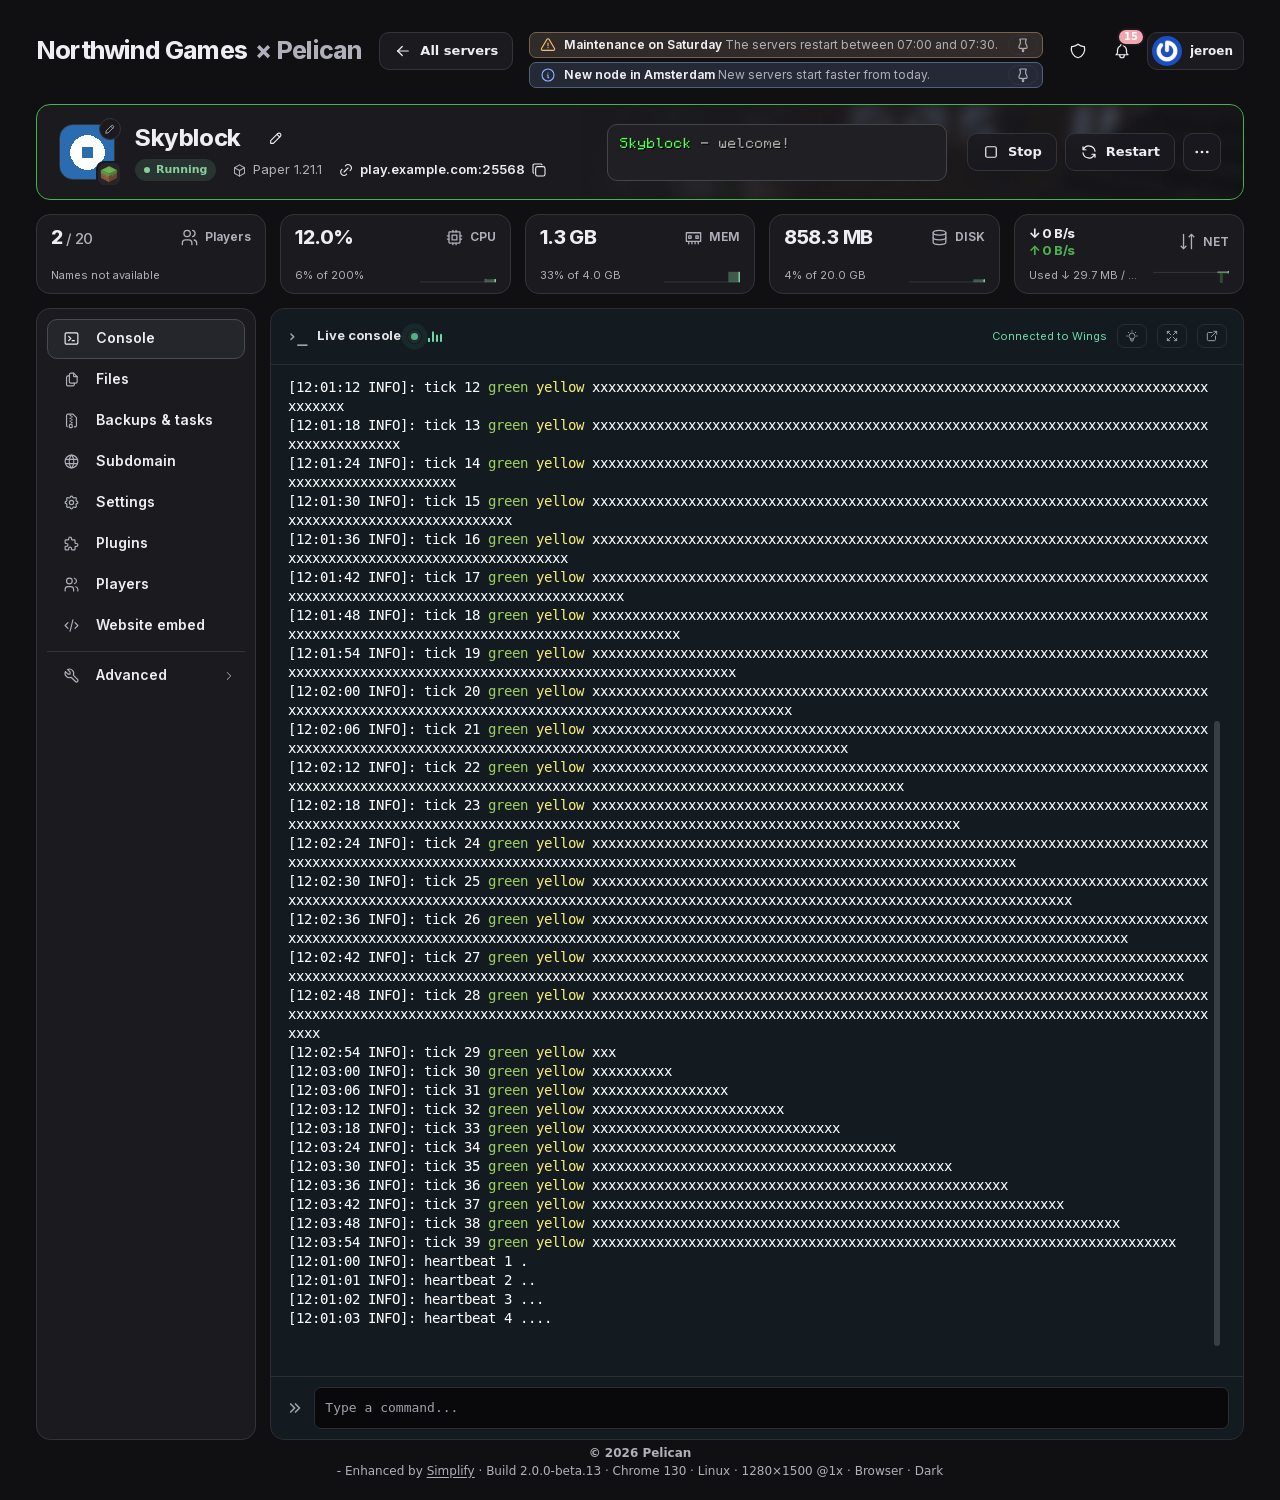 Northwind Games × Pelican
All servers
Maintenance on Saturday The servers restart between 07:00 and 07:30.
New node in Amsterdam New servers start faster from today.
15
jeroen
Skyblock
Running
Paper 1.21.1
play.example.com:25568
Skyblock - welcome!
Stop
Restart
2 / 20
Players
Names not available
12.0%
CPU
6% of 200%
1.3 GB
MEM
33% of 4.0 GB
858.3 MB
DISK
4% of 20.0 GB
↓ 0 B/s
↑ 0 B/s
NET
Used ↓ 29.7 MB / ...
Console
Files
Backups & tasks
Subdomain
Settings
Plugins
Players
Website embed
Advanced
Live console
Connected to Wings
[12:01:12 INFO]: tick 12 green yellow xxxxxxxxxxxxxxxxxxxxxxxxxxxxxxxxxxxxxxxxxxxxxxxxxxxxxxxxxxxxxxxxxxxxxxxxxxxxx
xxxxxxx
[12:01:18 INFO]: tick 13 green yellow xxxxxxxxxxxxxxxxxxxxxxxxxxxxxxxxxxxxxxxxxxxxxxxxxxxxxxxxxxxxxxxxxxxxxxxxxxxxx
xxxxxxxxxxxxxx
[12:01:24 INFO]: tick 14 green yellow xxxxxxxxxxxxxxxxxxxxxxxxxxxxxxxxxxxxxxxxxxxxxxxxxxxxxxxxxxxxxxxxxxxxxxxxxxxxx
xxxxxxxxxxxxxxxxxxxxx
[12:01:30 INFO]: tick 15 green yellow xxxxxxxxxxxxxxxxxxxxxxxxxxxxxxxxxxxxxxxxxxxxxxxxxxxxxxxxxxxxxxxxxxxxxxxxxxxxx
xxxxxxxxxxxxxxxxxxxxxxxxxxxx
[12:01:36 INFO]: tick 16 green yellow xxxxxxxxxxxxxxxxxxxxxxxxxxxxxxxxxxxxxxxxxxxxxxxxxxxxxxxxxxxxxxxxxxxxxxxxxxxxx
xxxxxxxxxxxxxxxxxxxxxxxxxxxxxxxxxxx
[12:01:42 INFO]: tick 17 green yellow xxxxxxxxxxxxxxxxxxxxxxxxxxxxxxxxxxxxxxxxxxxxxxxxxxxxxxxxxxxxxxxxxxxxxxxxxxxxx
xxxxxxxxxxxxxxxxxxxxxxxxxxxxxxxxxxxxxxxxxx
[12:01:48 INFO]: tick 18 green yellow xxxxxxxxxxxxxxxxxxxxxxxxxxxxxxxxxxxxxxxxxxxxxxxxxxxxxxxxxxxxxxxxxxxxxxxxxxxxx
xxxxxxxxxxxxxxxxxxxxxxxxxxxxxxxxxxxxxxxxxxxxxxxxx
[12:01:54 INFO]: tick 19 green yellow xxxxxxxxxxxxxxxxxxxxxxxxxxxxxxxxxxxxxxxxxxxxxxxxxxxxxxxxxxxxxxxxxxxxxxxxxxxxx
xxxxxxxxxxxxxxxxxxxxxxxxxxxxxxxxxxxxxxxxxxxxxxxxxxxxxxxx
[12:02:00 INFO]: tick 20 green yellow xxxxxxxxxxxxxxxxxxxxxxxxxxxxxxxxxxxxxxxxxxxxxxxxxxxxxxxxxxxxxxxxxxxxxxxxxxxxx
xxxxxxxxxxxxxxxxxxxxxxxxxxxxxxxxxxxxxxxxxxxxxxxxxxxxxxxxxxxxxxx
[12:02:06 INFO]: tick 21 green yellow xxxxxxxxxxxxxxxxxxxxxxxxxxxxxxxxxxxxxxxxxxxxxxxxxxxxxxxxxxxxxxxxxxxxxxxxxxxxx
xxxxxxxxxxxxxxxxxxxxxxxxxxxxxxxxxxxxxxxxxxxxxxxxxxxxxxxxxxxxxxxxxxxxxx
[12:02:12 INFO]: tick 22 green yellow xxxxxxxxxxxxxxxxxxxxxxxxxxxxxxxxxxxxxxxxxxxxxxxxxxxxxxxxxxxxxxxxxxxxxxxxxxxxx
xxxxxxxxxxxxxxxxxxxxxxxxxxxxxxxxxxxxxxxxxxxxxxxxxxxxxxxxxxxxxxxxxxxxxxxxxxxxx
[12:02:18 INFO]: tick 23 green yellow xxxxxxxxxxxxxxxxxxxxxxxxxxxxxxxxxxxxxxxxxxxxxxxxxxxxxxxxxxxxxxxxxxxxxxxxxxxxx
xxxxxxxxxxxxxxxxxxxxxxxxxxxxxxxxxxxxxxxxxxxxxxxxxxxxxxxxxxxxxxxxxxxxxxxxxxxxxxxxxxxx
[12:02:24 INFO]: tick 24 green yellow xxxxxxxxxxxxxxxxxxxxxxxxxxxxxxxxxxxxxxxxxxxxxxxxxxxxxxxxxxxxxxxxxxxxxxxxxxxxx
xxxxxxxxxxxxxxxxxxxxxxxxxxxxxxxxxxxxxxxxxxxxxxxxxxxxxxxxxxxxxxxxxxxxxxxxxxxxxxxxxxxxxxxxxxx
[12:02:30 INFO]: tick 25 green yellow xxxxxxxxxxxxxxxxxxxxxxxxxxxxxxxxxxxxxxxxxxxxxxxxxxxxxxxxxxxxxxxxxxxxxxxxxxxxx
xxxxxxxxxxxxxxxxxxxxxxxxxxxxxxxxxxxxxxxxxxxxxxxxxxxxxxxxxxxxxxxxxxxxxxxxxxxxxxxxxxxxxxxxxxxxxxxxxx
[12:02:36 INFO]: tick 26 green yellow xxxxxxxxxxxxxxxxxxxxxxxxxxxxxxxxxxxxxxxxxxxxxxxxxxxxxxxxxxxxxxxxxxxxxxxxxxxxx
xxxxxxxxxxxxxxxxxxxxxxxxxxxxxxxxxxxxxxxxxxxxxxxxxxxxxxxxxxxxxxxxxxxxxxxxxxxxxxxxxxxxxxxxxxxxxxxxxxxxxxxxx
[12:02:42 INFO]: tick 27 green yellow xxxxxxxxxxxxxxxxxxxxxxxxxxxxxxxxxxxxxxxxxxxxxxxxxxxxxxxxxxxxxxxxxxxxxxxxxxxxx
xxxxxxxxxxxxxxxxxxxxxxxxxxxxxxxxxxxxxxxxxxxxxxxxxxxxxxxxxxxxxxxxxxxxxxxxxxxxxxxxxxxxxxxxxxxxxxxxxxxxxxxxxxxxxxxx
[12:02:48 INFO]: tick 28 green yellow xxxxxxxxxxxxxxxxxxxxxxxxxxxxxxxxxxxxxxxxxxxxxxxxxxxxxxxxxxxxxxxxxxxxxxxxxxxxx
xxxxxxxxxxxxxxxxxxxxxxxxxxxxxxxxxxxxxxxxxxxxxxxxxxxxxxxxxxxxxxxxxxxxxxxxxxxxxxxxxxxxxxxxxxxxxxxxxxxxxxxxxxxxxxxxxxx
xxxx
[12:02:54 INFO]: tick 29 green yellow xxx
[12:03:00 INFO]: tick 30 green yellow xxxxxxxxxx
[12:03:06 INFO]: tick 31 green yellow xxxxxxxxxxxxxxxxx
[12:03:12 INFO]: tick 32 green yellow xxxxxxxxxxxxxxxxxxxxxxxx
[12:03:18 INFO]: tick 33 green yellow xxxxxxxxxxxxxxxxxxxxxxxxxxxxxxx
[12:03:24 INFO]: tick 34 green yellow xxxxxxxxxxxxxxxxxxxxxxxxxxxxxxxxxxxxxx
[12:03:30 INFO]: tick 35 green yellow xxxxxxxxxxxxxxxxxxxxxxxxxxxxxxxxxxxxxxxxxxxxx
[12:03:36 INFO]: tick 36 green yellow xxxxxxxxxxxxxxxxxxxxxxxxxxxxxxxxxxxxxxxxxxxxxxxxxxxx
[12:03:42 INFO]: tick 37 green yellow xxxxxxxxxxxxxxxxxxxxxxxxxxxxxxxxxxxxxxxxxxxxxxxxxxxxxxxxxxx
[12:03:48 INFO]: tick 38 green yellow xxxxxxxxxxxxxxxxxxxxxxxxxxxxxxxxxxxxxxxxxxxxxxxxxxxxxxxxxxxxxxxxxx
[12:03:54 INFO]: tick 39 green yellow xxxxxxxxxxxxxxxxxxxxxxxxxxxxxxxxxxxxxxxxxxxxxxxxxxxxxxxxxxxxxxxxxxxxxxxxx
[12:01:00 INFO]: heartbeat 1 .
[12:01:01 INFO]: heartbeat 2 ..
[12:01:02 INFO]: heartbeat 3 ...
[12:01:03 INFO]: heartbeat 4 ....
Type a command...
© 2026 Pelican
- Enhanced by Simplify · Build 2.0.0-beta.13 · Chrome 130 · Linux · 1280×1500 @1x · Browser · Dark